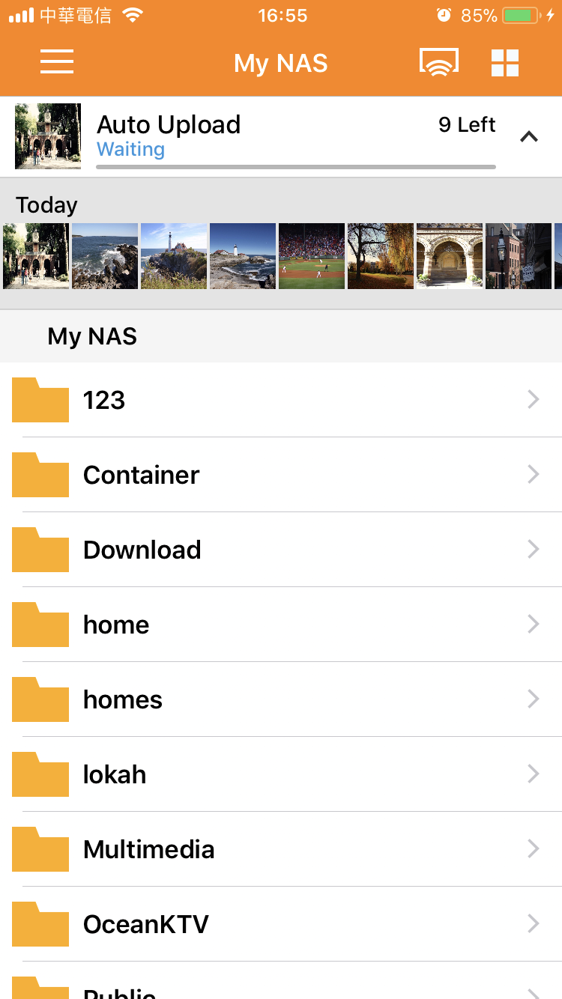 中華電信 16:55 85%
My NAS
Auto Upload 9 Left
Waiting
Today
My NAS
123
Container
Download
home
homes
lokah
Multimedia
OceanKTV
Public